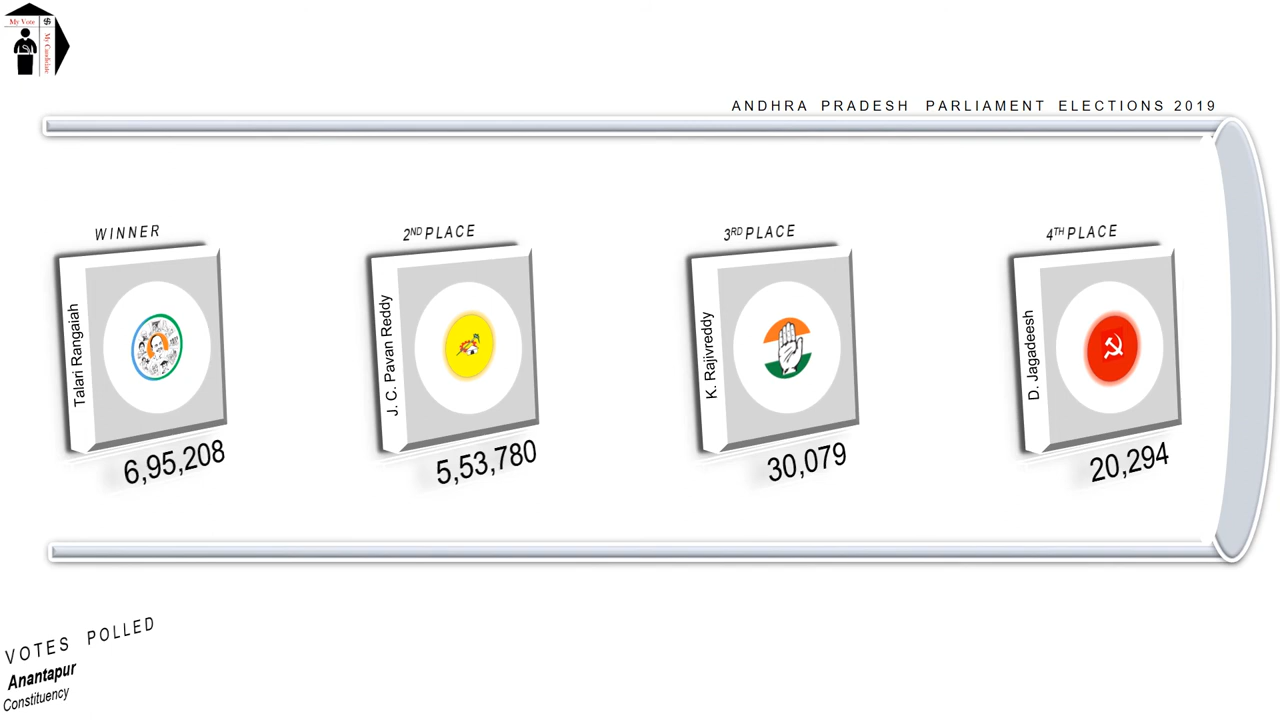 My Vote
My Candidate
ANDHRA PRADESH PARLIAMENT ELECTIONS 2019
WINNER
2ND PLACE
3RD PLACE
4TH PLACE
Talari Rangaiah
J. C. Pavan Reddy
K. Rajivreddy
D. Jagadeesh
6,95,208
5,53,780
30,079
20,294
VOTES POLLED
Anantapur
Constituency